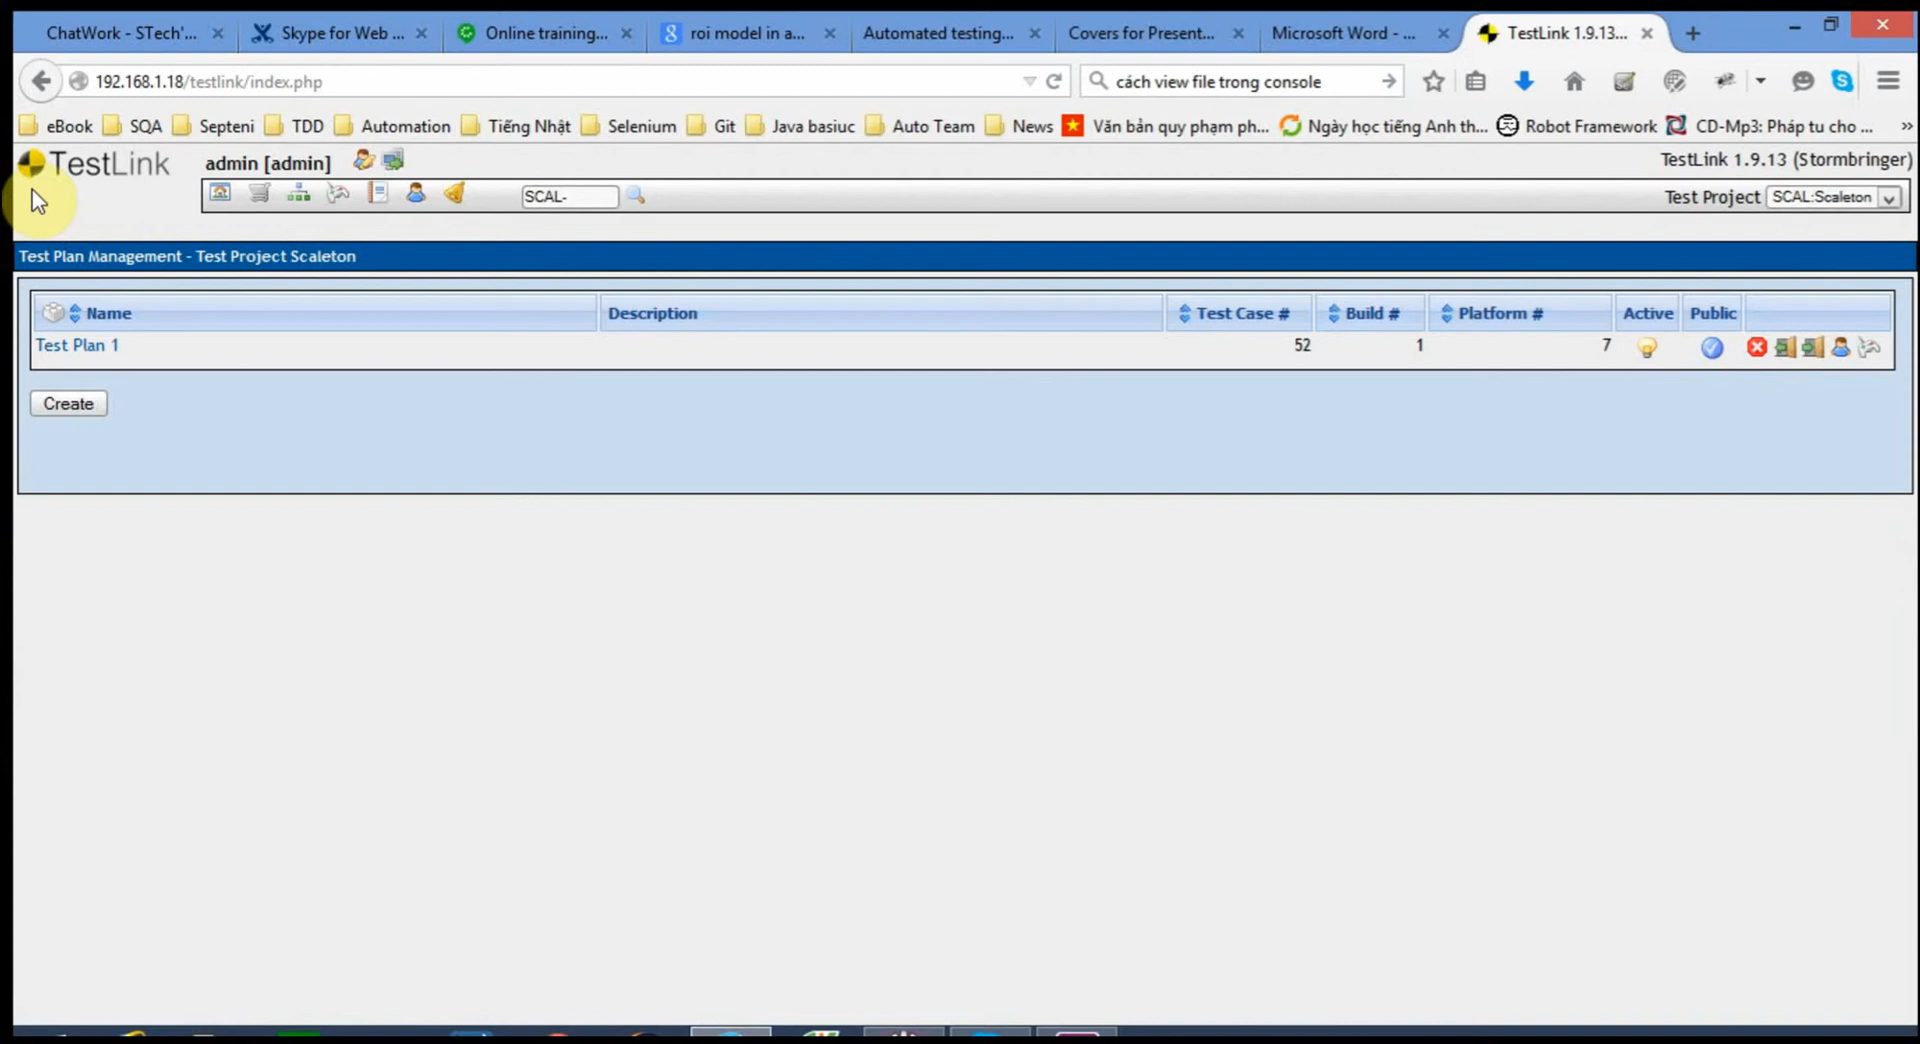 ChatWork - STech'... Skype for Web ... Online training... roi model in a... Automated testing... Covers for Present... Microsoft Word - ... TestLink 1.9.13...
192.168.1.18/testlink/index.php cách view file trong console
eBook SQA Septeni TDD Automation Tiếng Nhật Selenium Git Java basiuc Auto Team News Văn bản quy phạm ph... Ngày học tiếng Anh th... Robot Framework CD-Mp3: Pháp tu cho ...
TestLink admin [admin] TestLink 1.9.13 (Stormbringer)
SCAL- Test Project SCAL:Scaleton
Test Plan Management - Test Project Scaleton
Name Description Test Case # Build # Platform # Active Public
Test Plan 1 52 1 7
Create